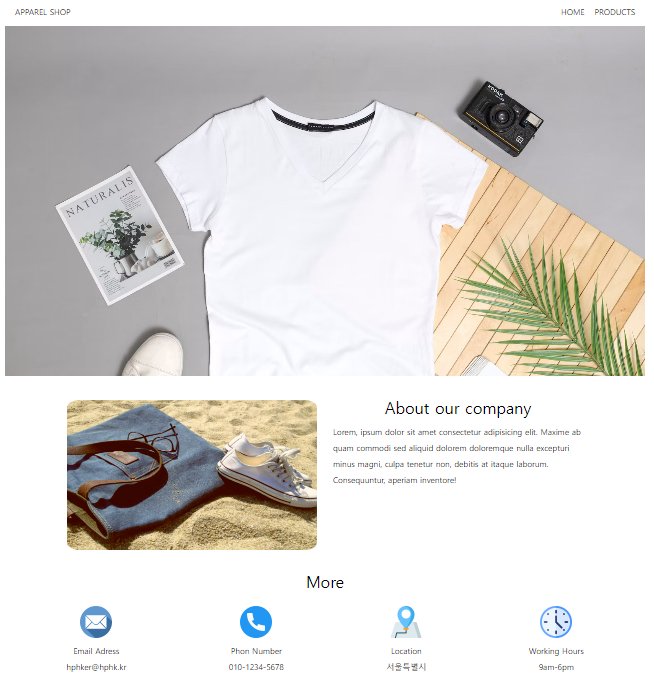 APPAREL SHOP
HOME PRODUCTS
NATURALIS
KODAK
About our company
Lorem, ipsum dolor sit amet consectetur adipisicing elit. Maxime ab
quam commodi sed aliquid dolorem doloremque nulla excepturi
minus magni, culpa tenetur non, debitis at itaque laborum.
Consequuntur, aperiam inventore!
More
Email Adress
Phon Number
Location
Working Hours
hphker@hphk.kr
010-1234-5678
서울특별시
9am-6pm